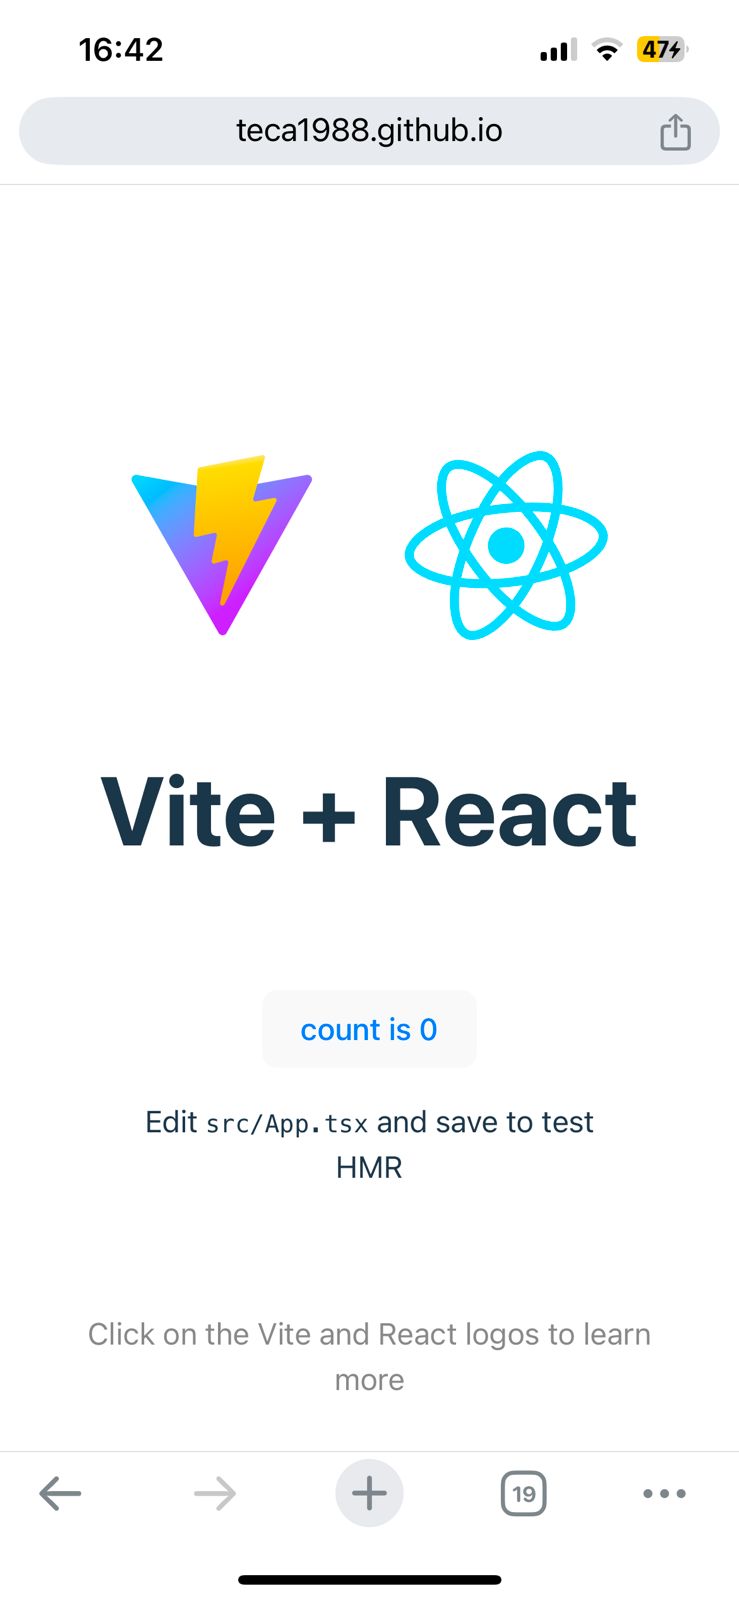 16:42
47
teca1988.github.io
Vite + React
count is 0
Edit src/App.tsx and save to test
HMR
Click on the Vite and React logos to learn
more
19